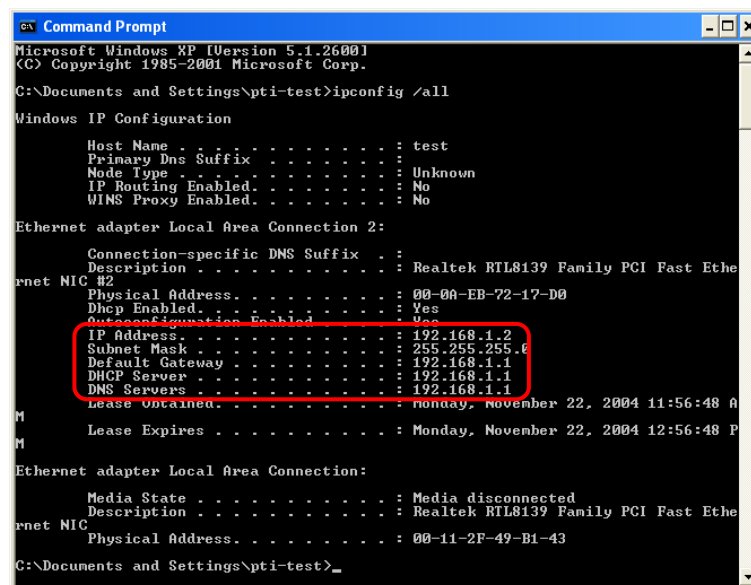 Command Prompt
Microsoft Windows XP [Version 5.1.2600]
(C) Copyright 1985-2001 Microsoft Corp.
C:\Documents and Settings\pti-test>ipconfig /all
Windows IP Configuration
Host Name . . . . . . . . . . . . : test
Primary Dns Suffix . . . . . . . :
Node Type . . . . . . . . . . . . : Unknown
IP Routing Enabled. . . . . . . . : No
WINS Proxy Enabled. . . . . . . . : No
Ethernet adapter Local Area Connection 2:
Connection-specific DNS Suffix . :
Description . . . . . . . . . . . : Realtek RTL8139 Family PCI Fast Ethe
rnet NIC #2
Physical Address. . . . . . . . . : 00-0A-EB-72-17-D0
Dhcp Enabled. . . . . . . . . . . : Yes
Autoconfiguration Enabled . . . . : Yes
IP Address. . . . . . . . . . . . : 192.168.1.2
Subnet Mask . . . . . . . . . . . : 255.255.255.0
Default Gateway . . . . . . . . . : 192.168.1.1
DHCP Server . . . . . . . . . . . : 192.168.1.1
DNS Servers . . . . . . . . . . . : 192.168.1.1
Lease Obtained. . . . . . . . . . : Monday, November 22, 2004 11:56:48 A
M
Lease Expires . . . . . . . . . . : Monday, November 22, 2004 12:56:48 P
M
Ethernet adapter Local Area Connection:
Media State . . . . . . . . . . . : Media disconnected
Description . . . . . . . . . . . : Realtek RTL8139 Family PCI Fast Ethe
rnet NIC
Physical Address. . . . . . . . . : 00-11-2F-49-B1-43
C:\Documents and Settings\pti-test>_